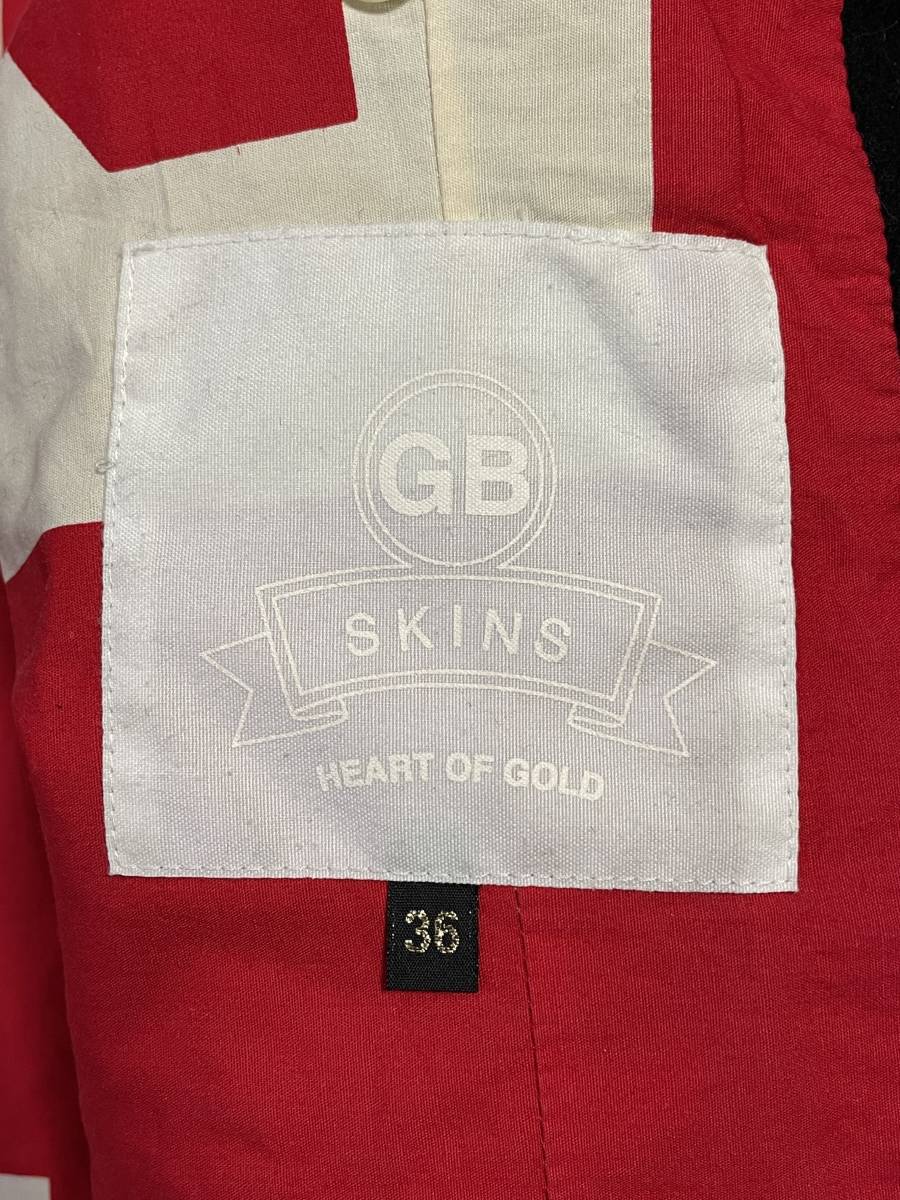 GB
SKINS
HEART OF GOLD
36